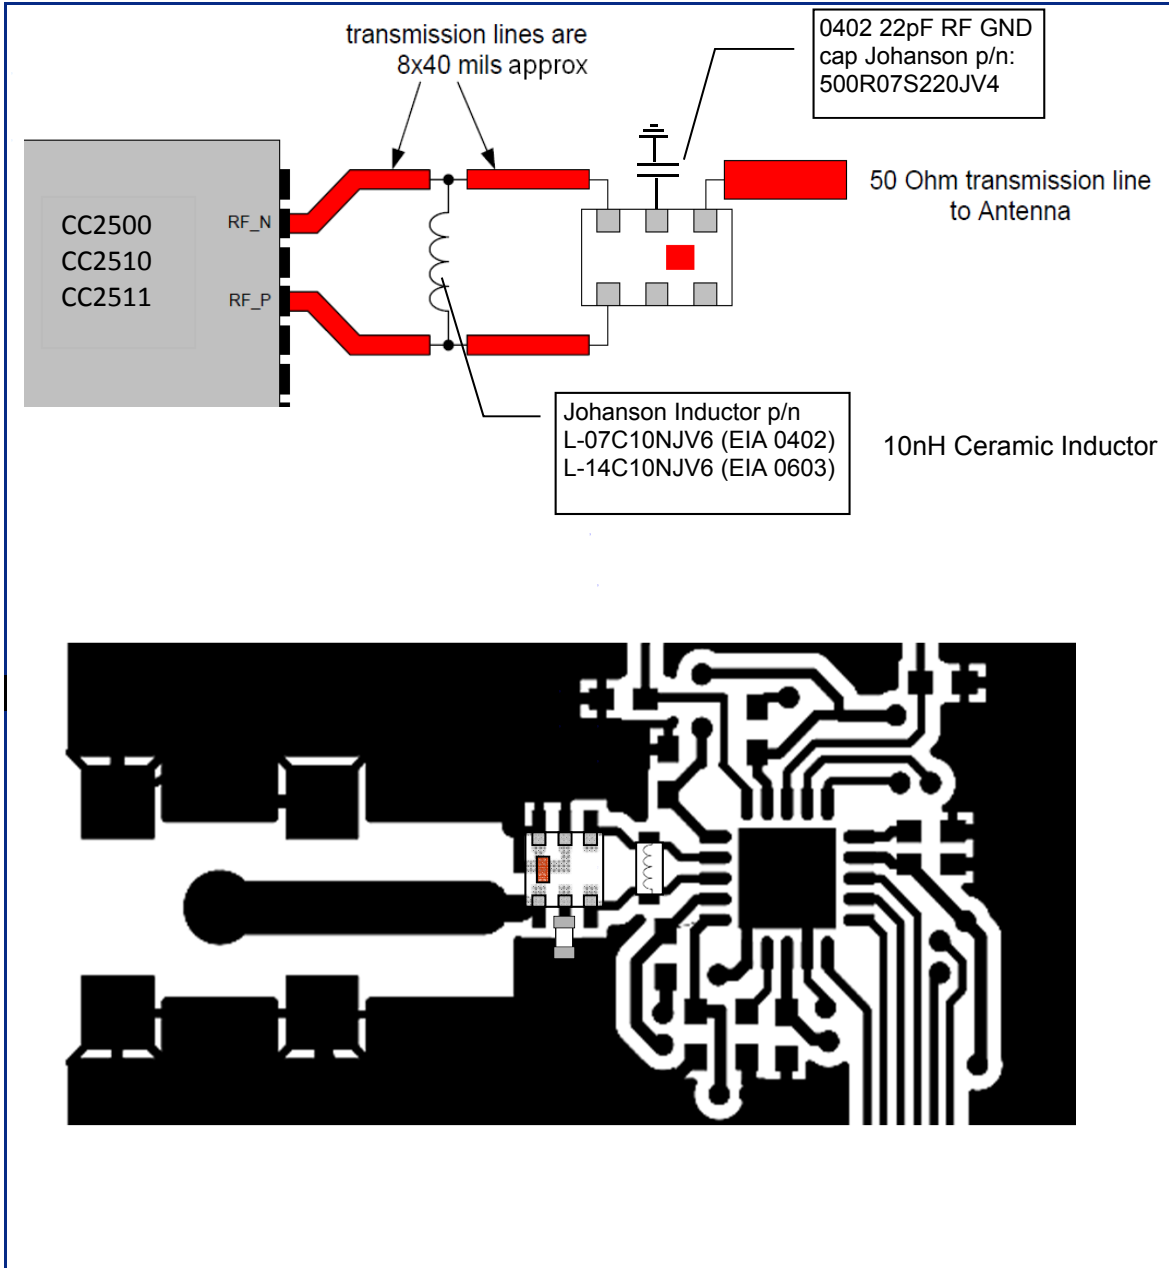 transmission lines are
8x40 mils approx
0402 22pF RF GND
cap Johanson p/n:
500R07S220JV4
50 Ohm transmission line
to Antenna
CC2500
CC2510
CC2511
RF_N
RF_P
Johanson Inductor p/n
L-07C10NJV6 (EIA 0402)
L-14C10NJV6 (EIA 0603)
10nH Ceramic Inductor